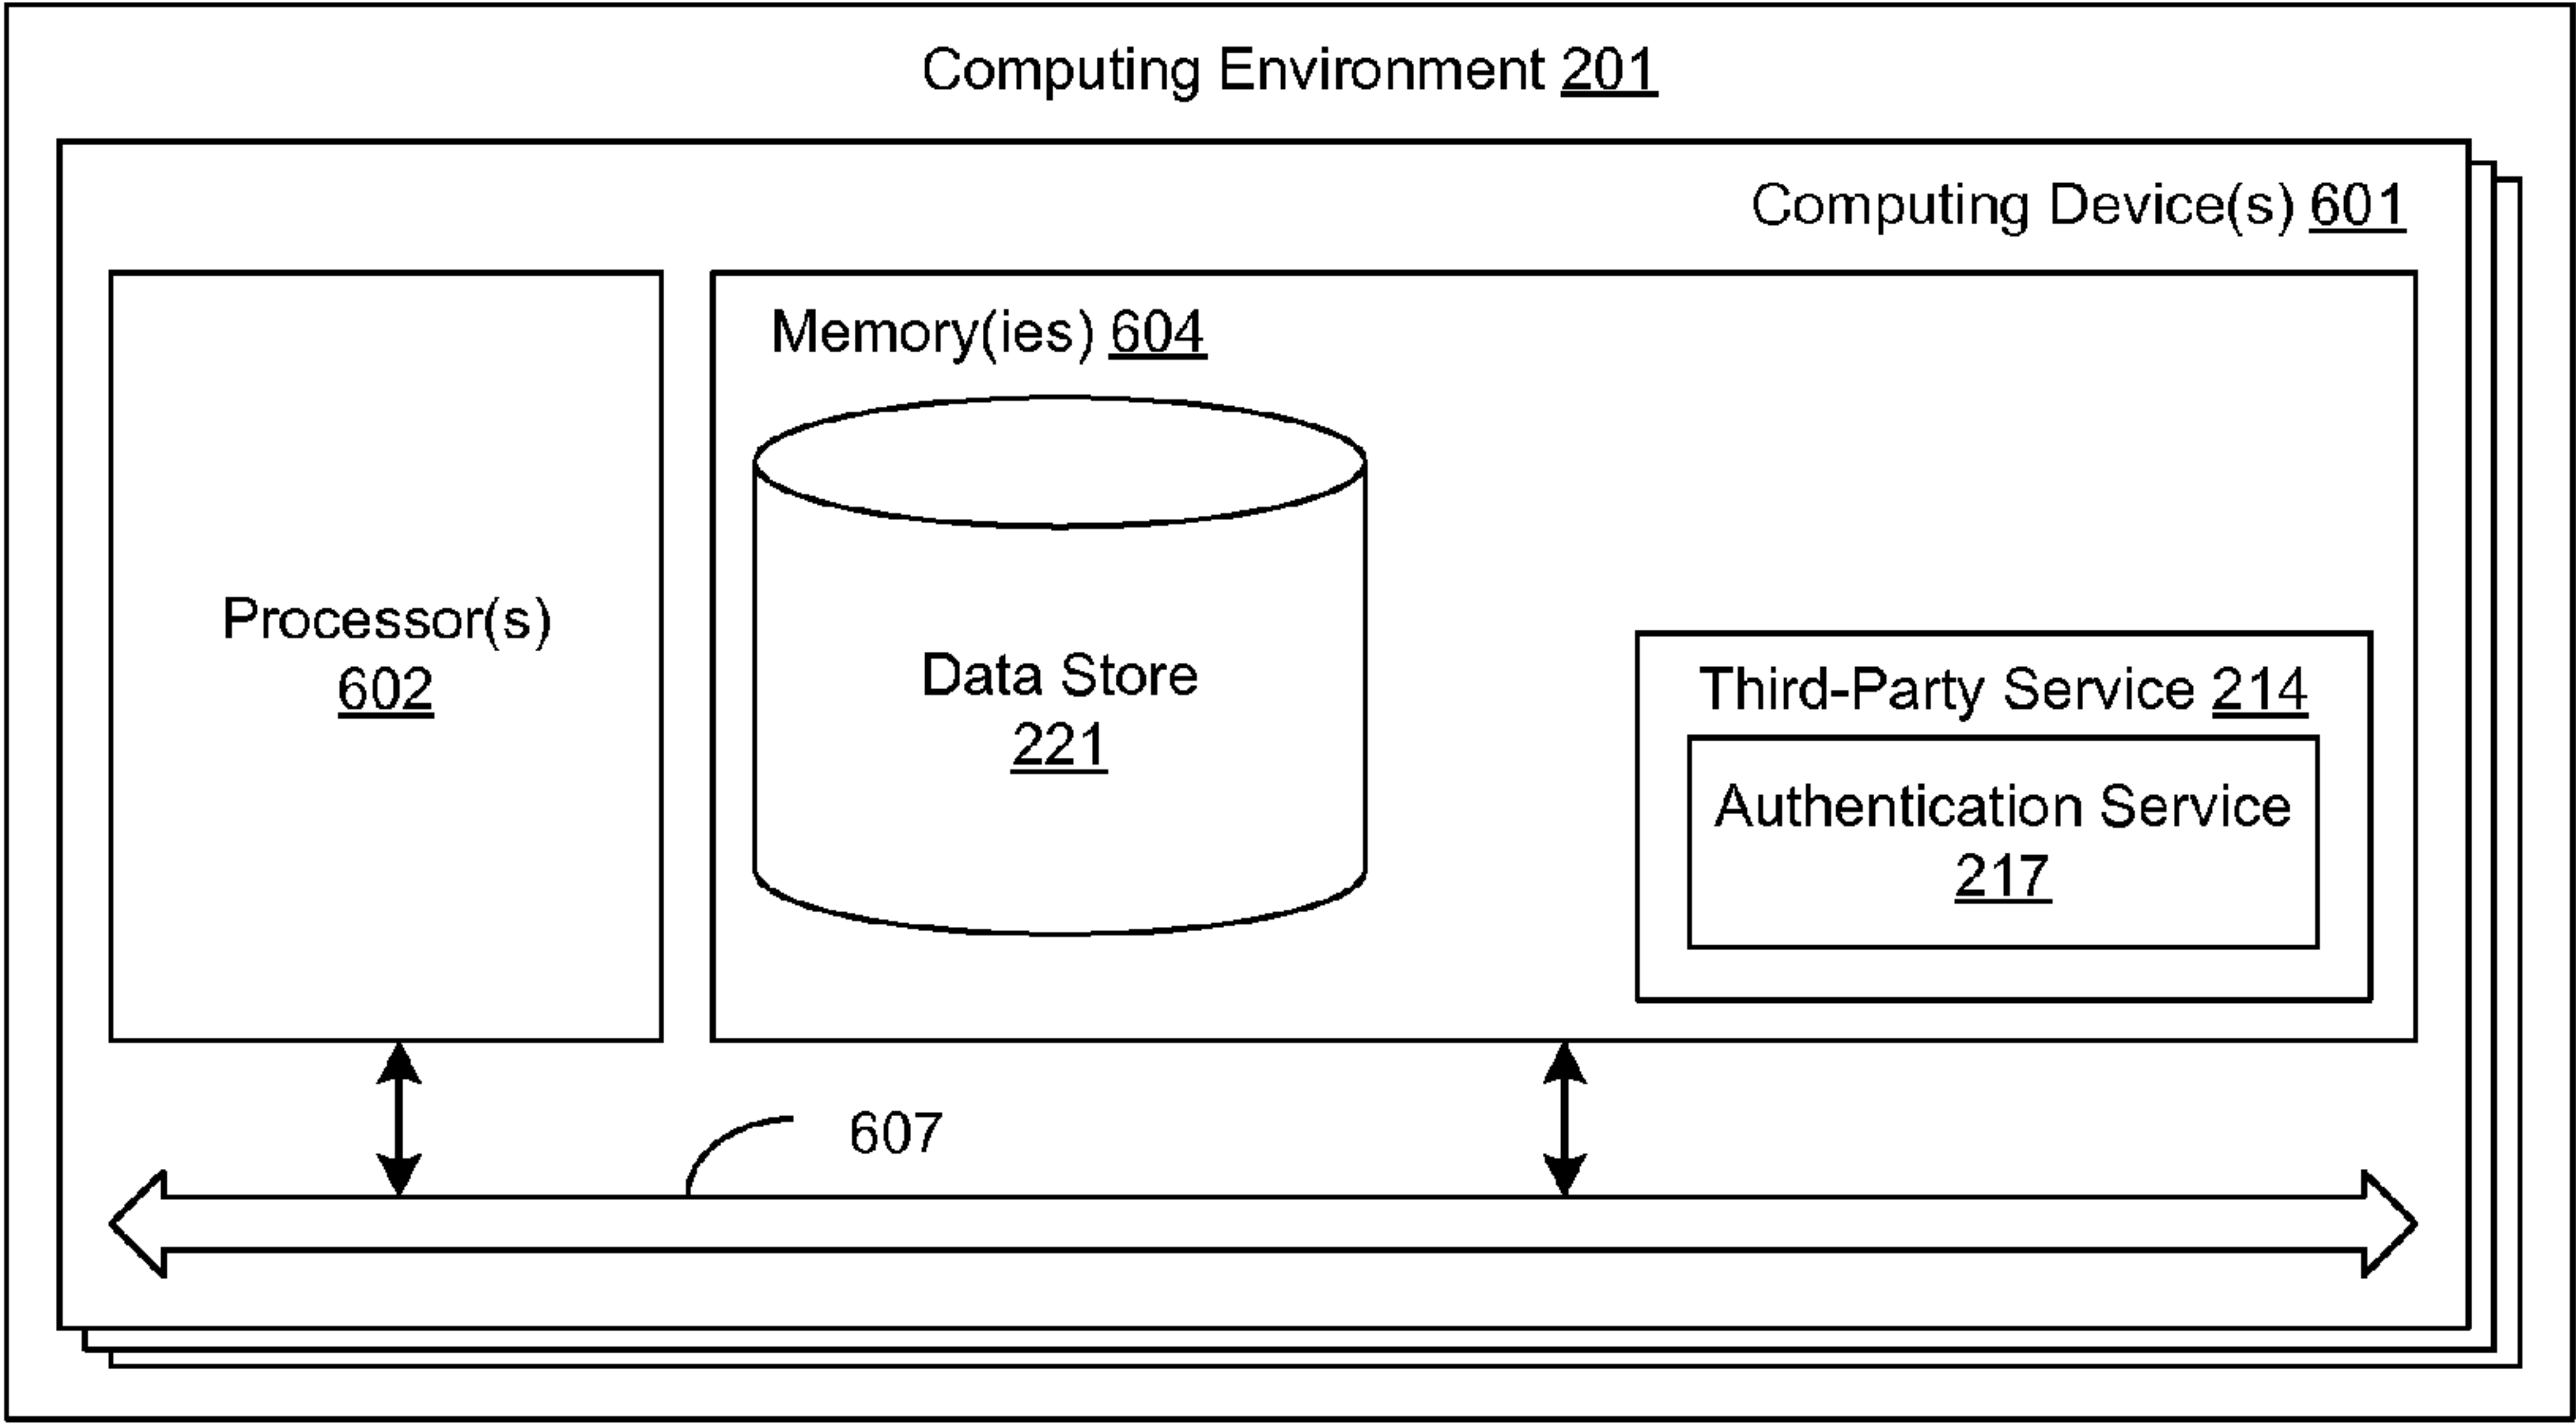 Computing Environment 201
Computing Device(s) 601
Memory(ies) 604
Processor(s)
602
Data Store
221
Third-Party Service 214
Authentication Service
217
607